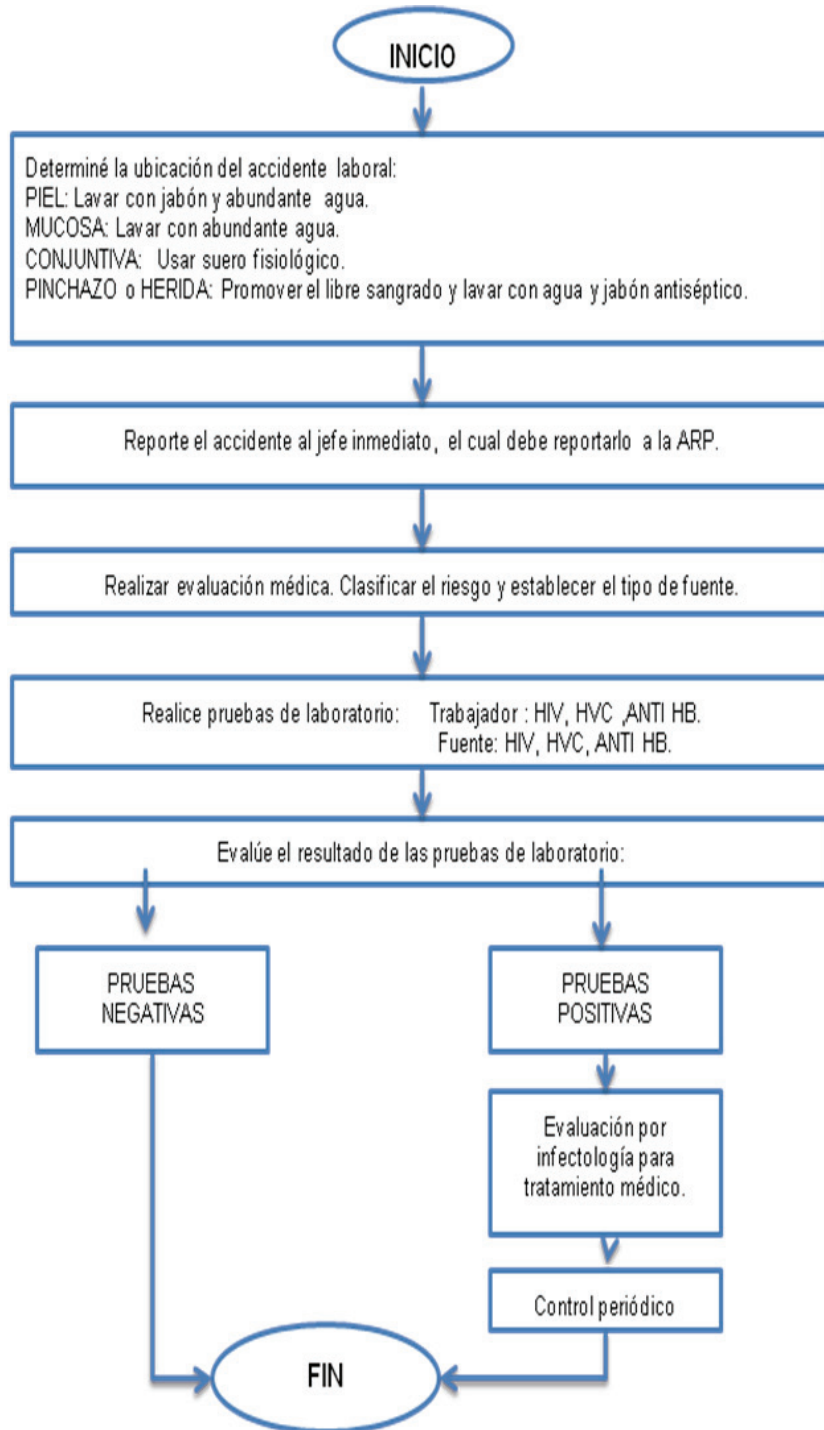 INICIO
Determiné la ubicación del accidente laboral:
PIEL: Lavar con jabón y abundante agua.
MUCOSA: Lavar con abundante agua.
CONJUNTIVA: Usar suero fisiológico.
PINCHAZO o HERIDA: Promover el libre sangrado y lavar con agua y jabón antiséptico.
Reporte el accidente al jefe inmediato, el cual debe reportarlo a la ARP.
Realizar evaluación médica. Clasificar el riesgo y establecer el tipo de fuente.
Realice pruebas de laboratorio: Trabajador : HIV, HVC ,ANTI HB.
Fuente: HIV, HVC, ANTI HB.
Evalúe el resultado de las pruebas de laboratorio:
PRUEBAS
NEGATIVAS
PRUEBAS
POSITIVAS
Evaluación por
infectología para
tratamiento médico.
Control periódico
FIN